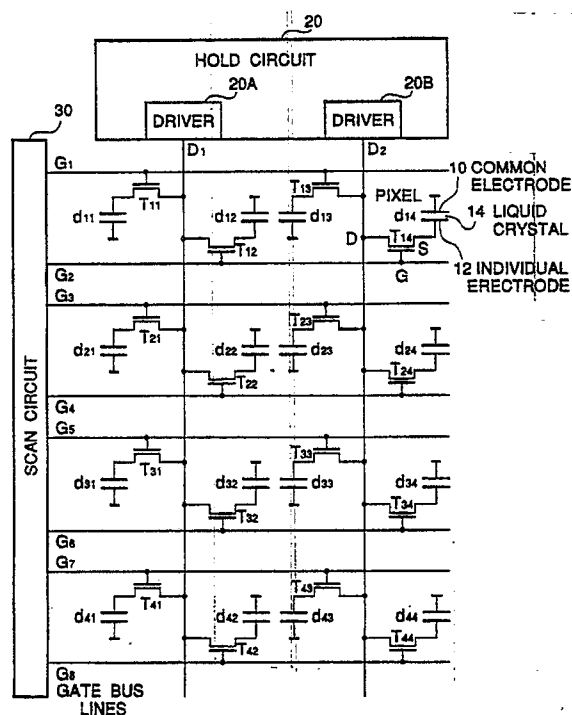 20
HOLD CIRCUIT
20A
20B
DRIVER
DRIVER
30
D1
D2
G1
T11
T13
PIXEL
10 COMMON ELECTRODE
d11
d12
d13
d14
14 LIQUID CRYSTAL
T12
D
T14
S
12 INDIVIDUAL ERECTRODE
G2
G
G3
T21
T23
d21
d22
d23
d24
T22
T24
G4
G5
SCAN CIRCUIT
T31
T33
d31
d32
d33
d34
T32
T34
G6
G7
T41
T43
d41
d42
d43
d44
T42
T44
G8
GATE BUS LINES